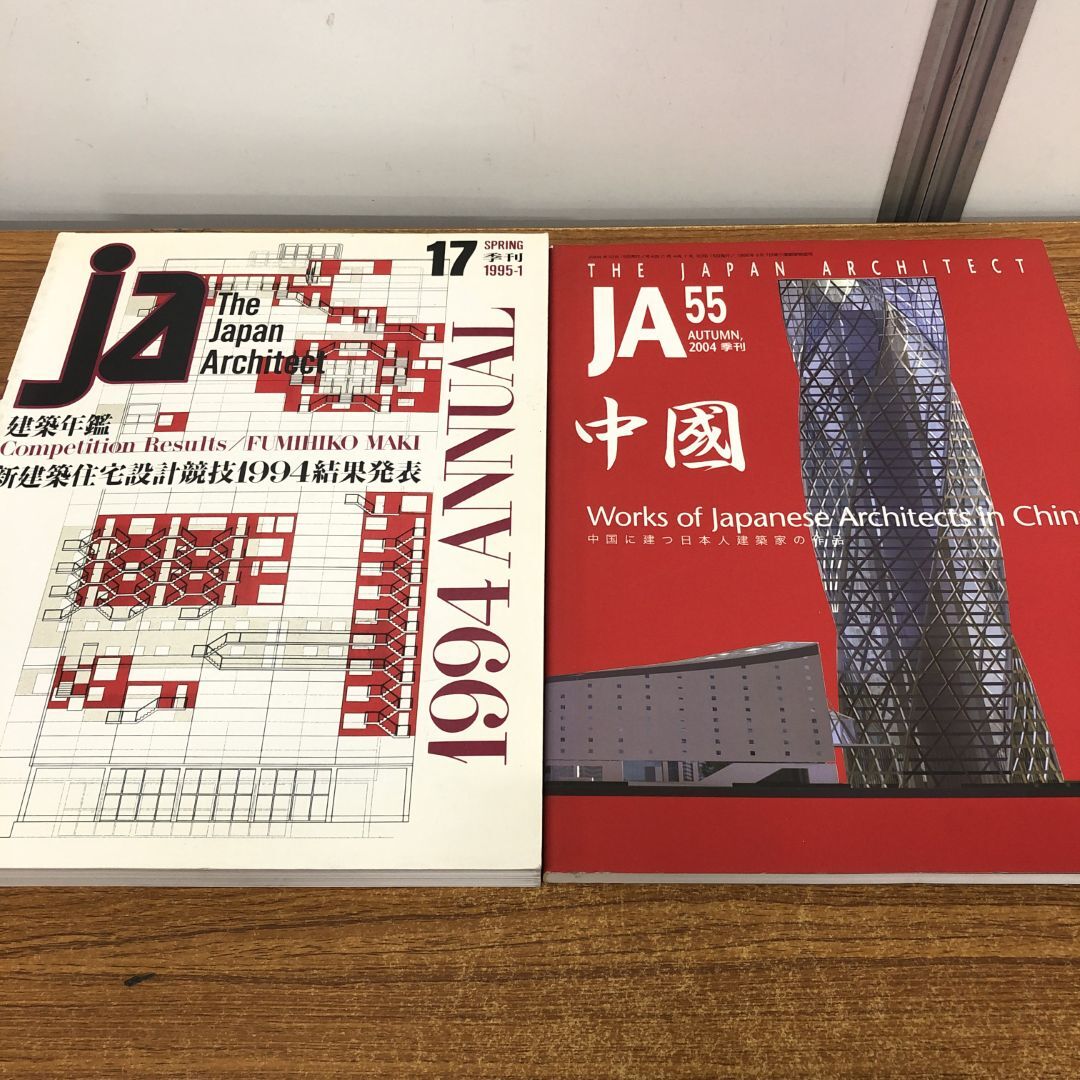 ja
The
Japan
Architect
17
SPRING
季刊
1995-1
建築年鑑
Competition Results/FUMIHIKO MAKI
新建築住宅設計競技1994結果発表
1994 ANNUAL
THE JAPAN ARCHITECT
JA
55
AUTUMN,
2004 季刊
中國
Works of Japanese Architects in Chin
中国に建つ日本人建築家の作品